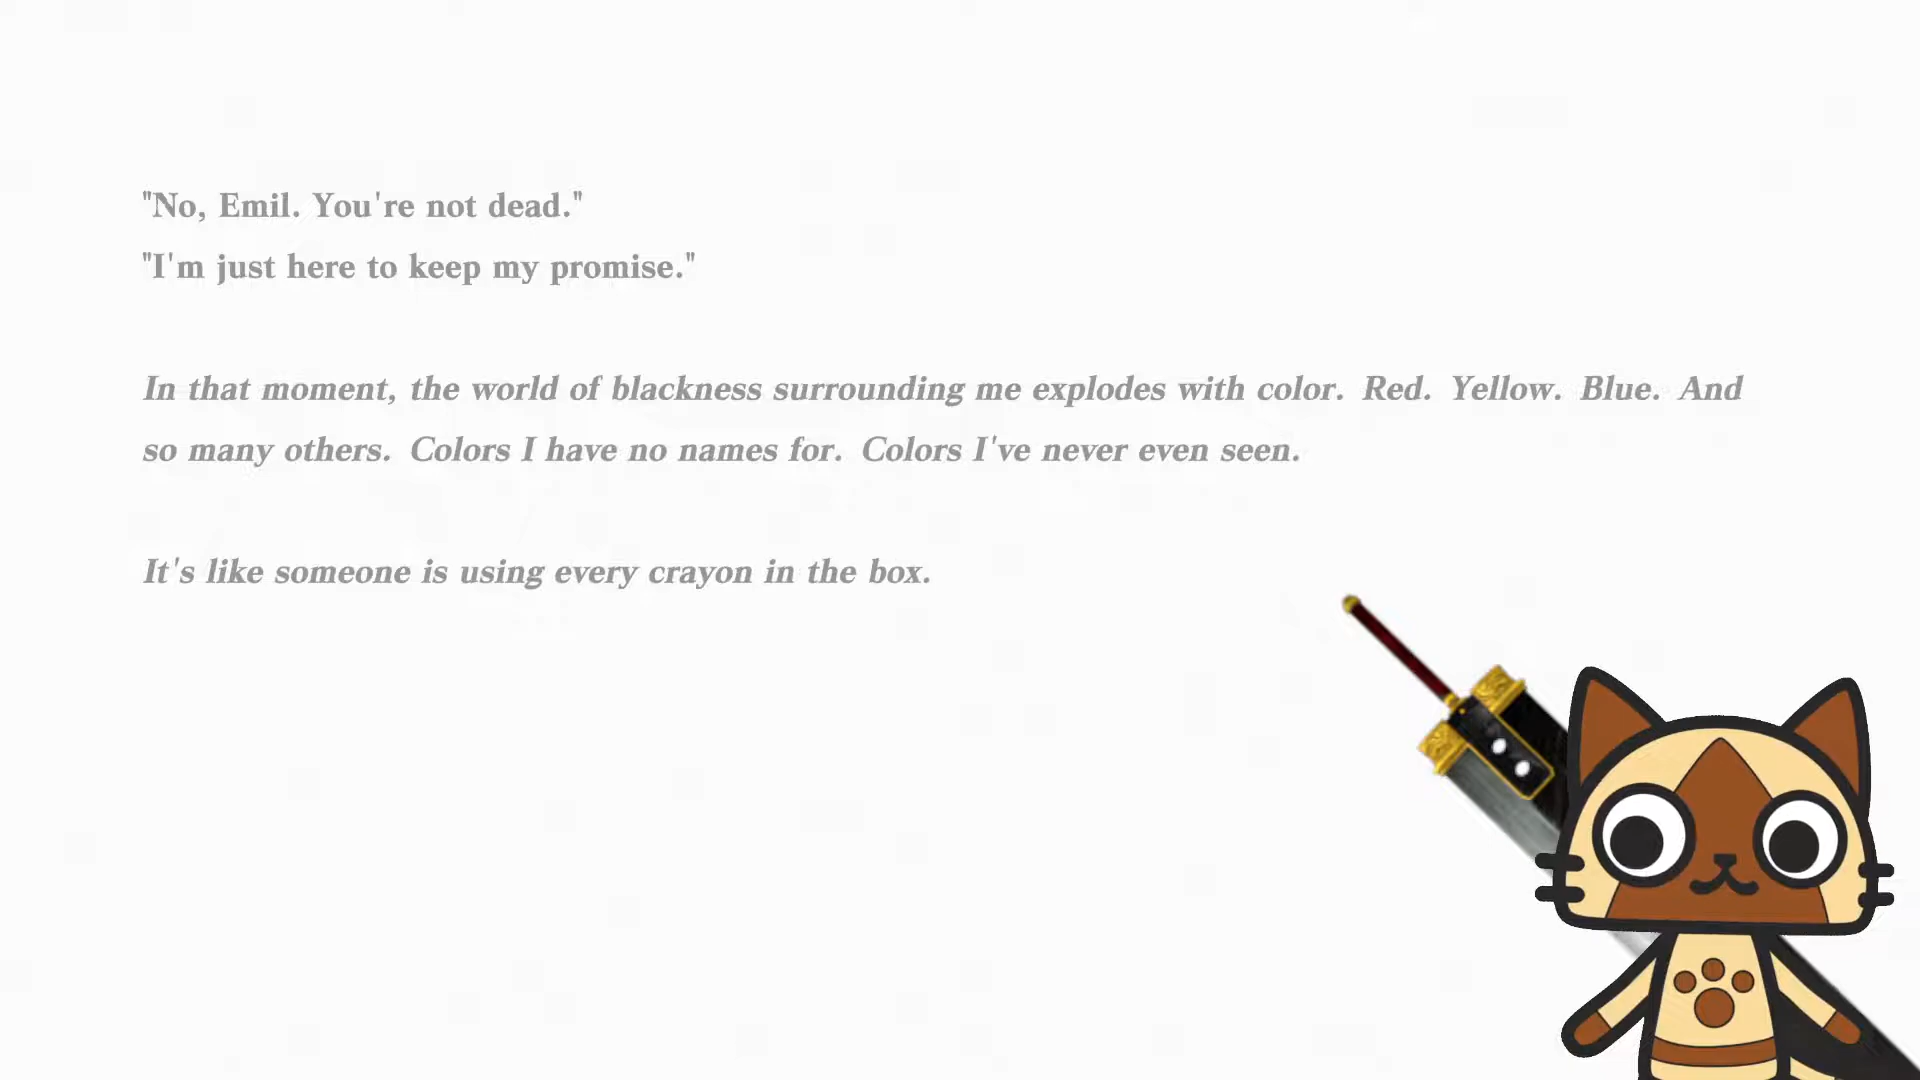 "No, Emil. You're not dead."
"I'm just here to keep my promise."
In that moment, the world of blackness surrounding me explodes with color. Red. Yellow. Blue. And
so many others. Colors I have no names for. Colors I've never even seen.
It's like someone is using every crayon in the box.